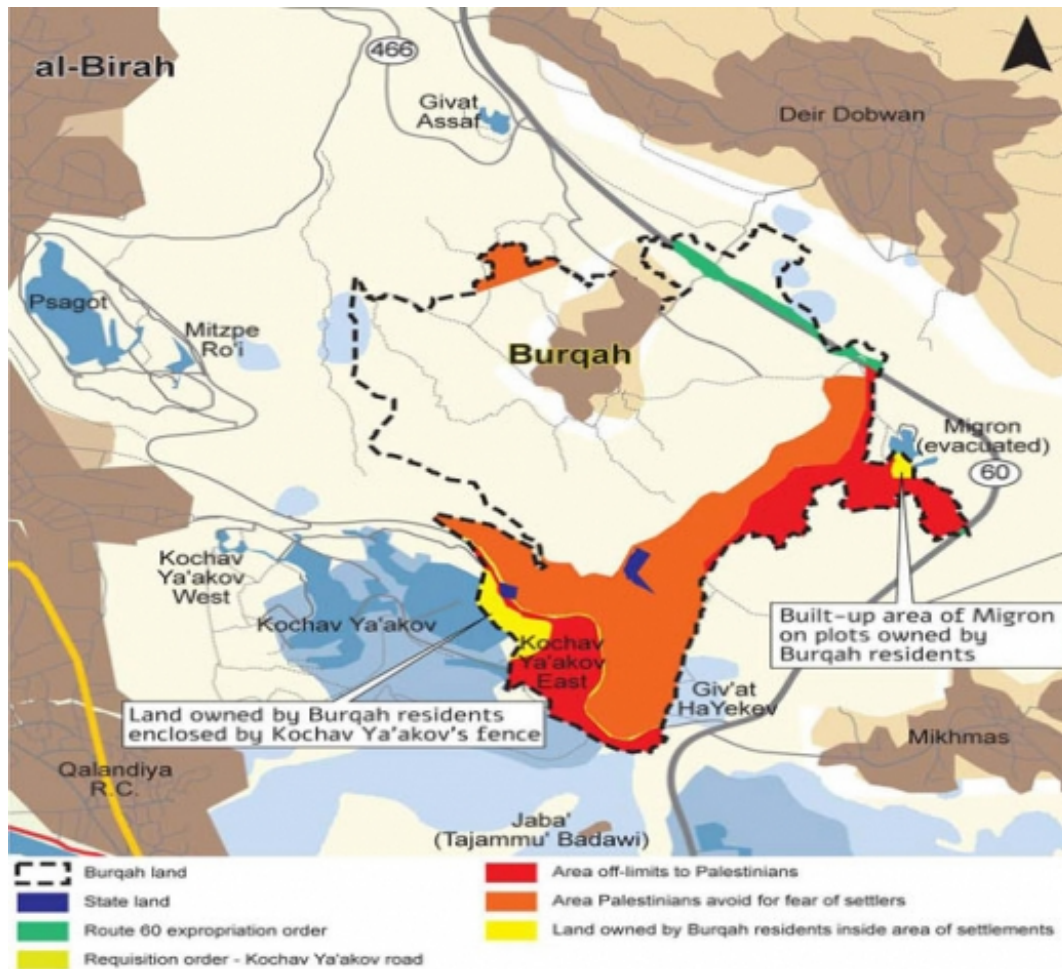 al-Birah
466
Givat
Assaf
Deir Dobwan
Psagot
Mitzpe
Ro'i
Burqah
Migron
(evacuated)
60
Kochav
Ya'akov
West
Kochav Ya'akov
Kochav
Ya'akov
East
Built-up area of Migron
on plots owned by
Burqah residents
Giv'at
HaYekev
Land owned by Burqah residents
enclosed by Kochav Ya'akov's fence
Mikhmas
Qalandiya
R.C.
Jaba'
(Tajammu' Badawi)
Burqah land
State land
Route 60 expropriation order
Requisition order - Kochav Ya'akov road
Area off-limits to Palestinians
Area Palestinians avoid for fear of settlers
Land owned by Burqah residents inside area of settlements